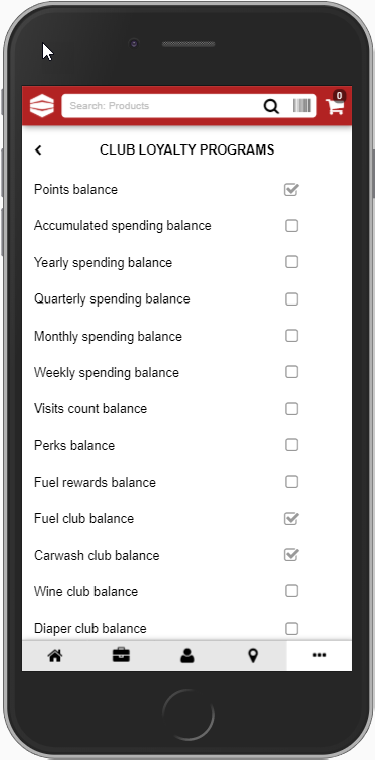 0
Search: Products
CLUB LOYALTY PROGRAMS
Points balance
Accumulated spending balance
Yearly spending balance
Quarterly spending balance
Monthly spending balance
Weekly spending balance
Visits count balance
Perks balance
Fuel rewards balance
Fuel club balance
Carwash club balance
Wine club balance
Diaper club balance